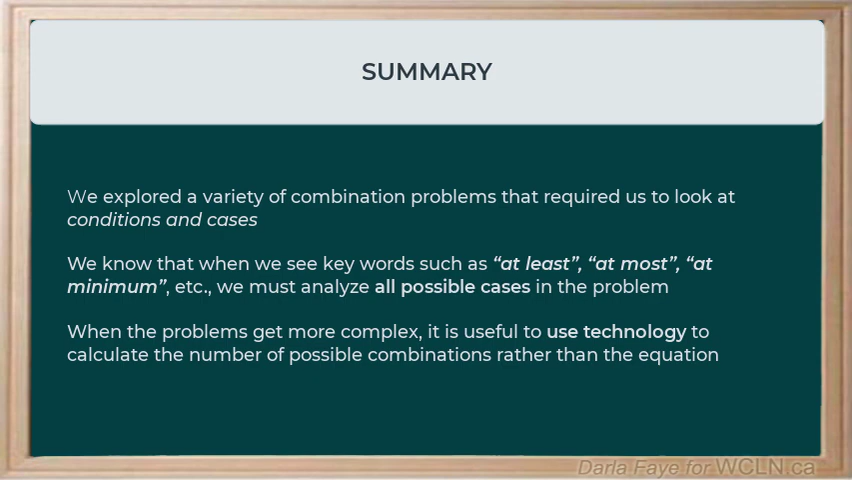 SUMMARY
We explored a variety of combination problems that required us to look at
conditions and cases
We know that when we see key words such as “at least”, “at most”, “at
minimum”, etc., we must analyze all possible cases in the problem
When the problems get more complex, it is useful to use technology to
calculate the number of possible combinations rather than the equation
Darla Faye for WCLN.ca